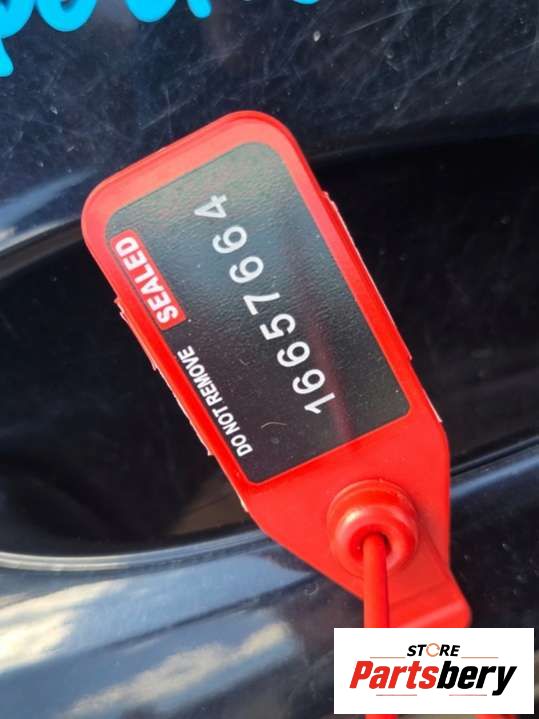 DO NOT REMOVE SEALED
16657664
STORE
Partsbery